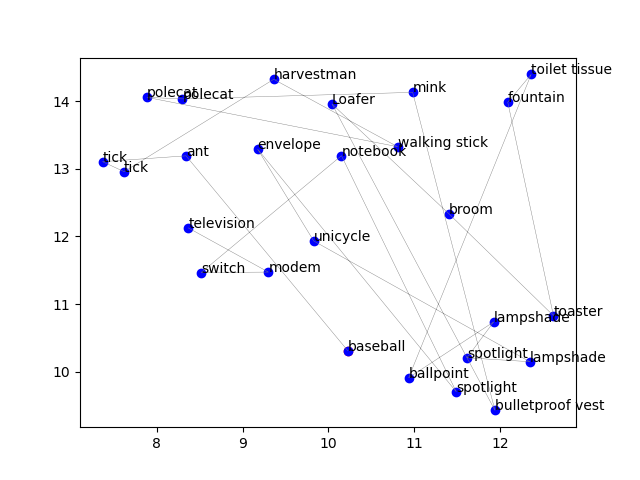 toilet tissue
harvestman
mink
polecat
polecat
Loafer
fountain
walking stick
envelope
notebook
ant
tick
tick
broom
television
unicycle
switch
modem
toaster
lampshade
baseball
spotlight
lampshade
ballpoint
spotlight
bulletproof vest
14
13
12
11
10
8
9
10
11
12